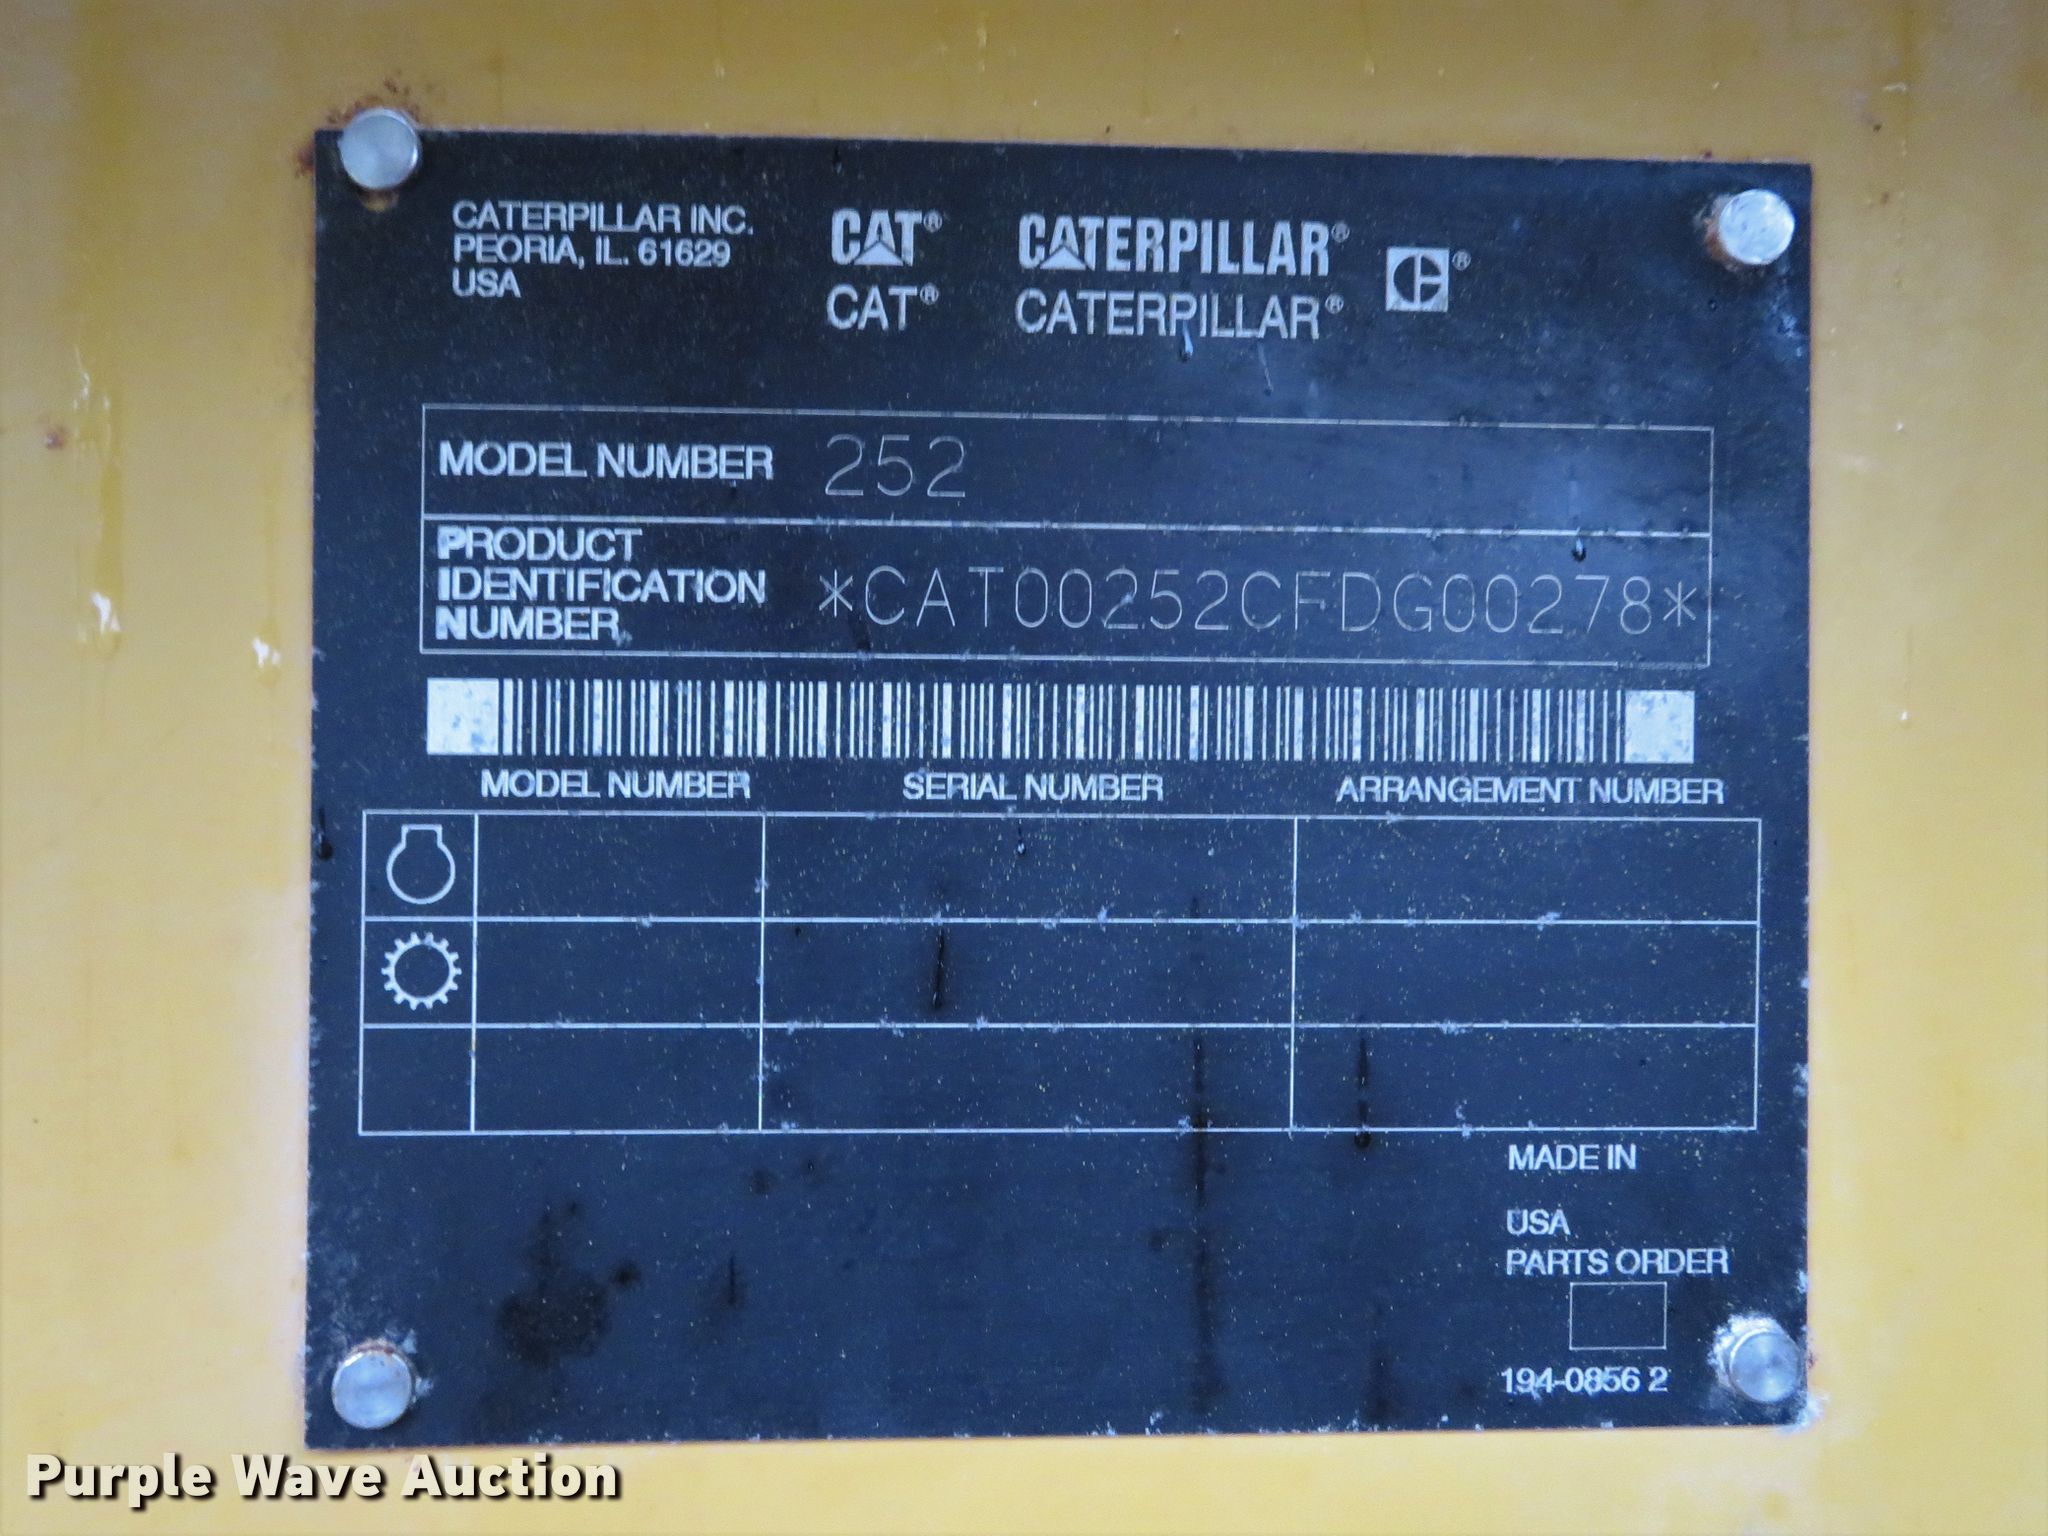 CATERPILLAR INC.
PEORIA, IL. 61629
USA
CAT® CATERPILLAR® ®
CAT® CATERPILLAR®
MODEL NUMBER 252
PRODUCT
IDENTIFICATION
NUMBER *CAT00252CFDG00278*
MODEL NUMBER SERIAL NUMBER ARRANGEMENT NUMBER
MADE IN
USA
PARTS ORDER
194-0856 2
Purple Wave Auction